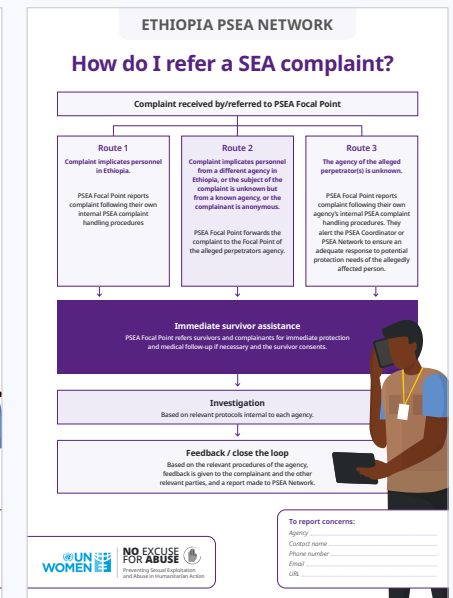 ETHIOPIA PSEA NETWORK
How do I refer a SEA complaint?
Complaint received by/referred to PSEA Focal Point
Route 1
Complaint implicates personnel
in Ethiopia.
PSEA Focal Point reports
complaint following their own
internal PSEA complaint
handling procedures
Route 2
Complaint implicates personnel
from a different agency in
Ethiopia, or the subject of the
complaint is unknown but
from a known agency, or the
complainant is anonymous.
PSEA Focal Point forwards the
complaint to the Focal Point of
the alleged perpetrators agency.
Route 3
The agency of the alleged
perpetrator(s) is unknown.
PSEA Focal Point reports
complaint following their own
agency's internal PSEA complaint
handling procedures. They
alert the PSEA Coordinator or
PSEA Network to ensure an
adequate response to potential
protection needs of the allegedly
affected person.
Immediate survivor assistance
PSEA Focal Point refers survivors and complainants for immediate protection
and medical follow-up if necessary and the survivor consents.
Investigation
Based on relevant protocols internal to each agency.
Feedback / close the loop
Based on the relevant procedures of the agency,
feedback is given to the complainant and the other
relevant parties, and a report made to PSEA Network.
UN
WOMEN
NO EXCUSE
FOR ABUSE
Preventing Sexual Exploitation
and Abuse in Humanitarian Action
To report concerns:
Agency
Contact name
Phone number
Email
URL